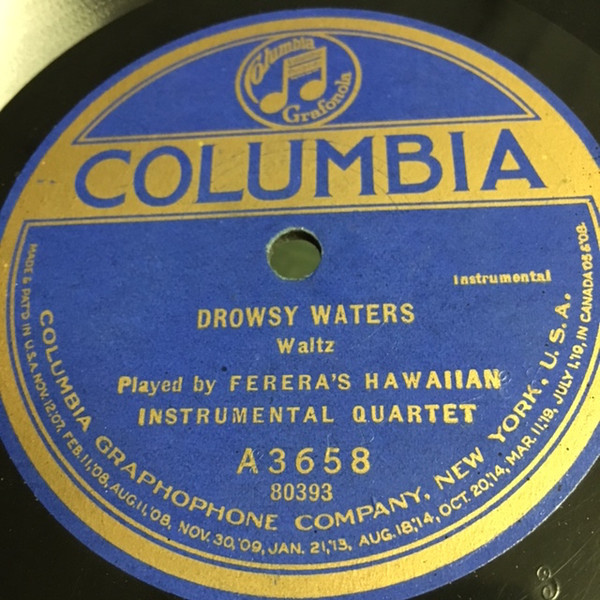 Columbia
Grafonola
COLUMBIA
Instrumental
DROWSY WATERS
Waltz
Played by FERERA'S HAWAIIAN
INSTRUMENTAL QUARTET
A3658
80393
COLUMBIA GRAPHOPHONE COMPANY, NEW YORK, U.S.A.
MADE & PAT'D IN U.S.A. NOV.12,'07, FEB.11,'08, AUG.11,'08, NOV.30,'09, JAN. 21,'13, AUG.18,'14, OCT.20,'14, MAR.11,'19, JULY 1,'19, IN CANADA '05 & '08.
3